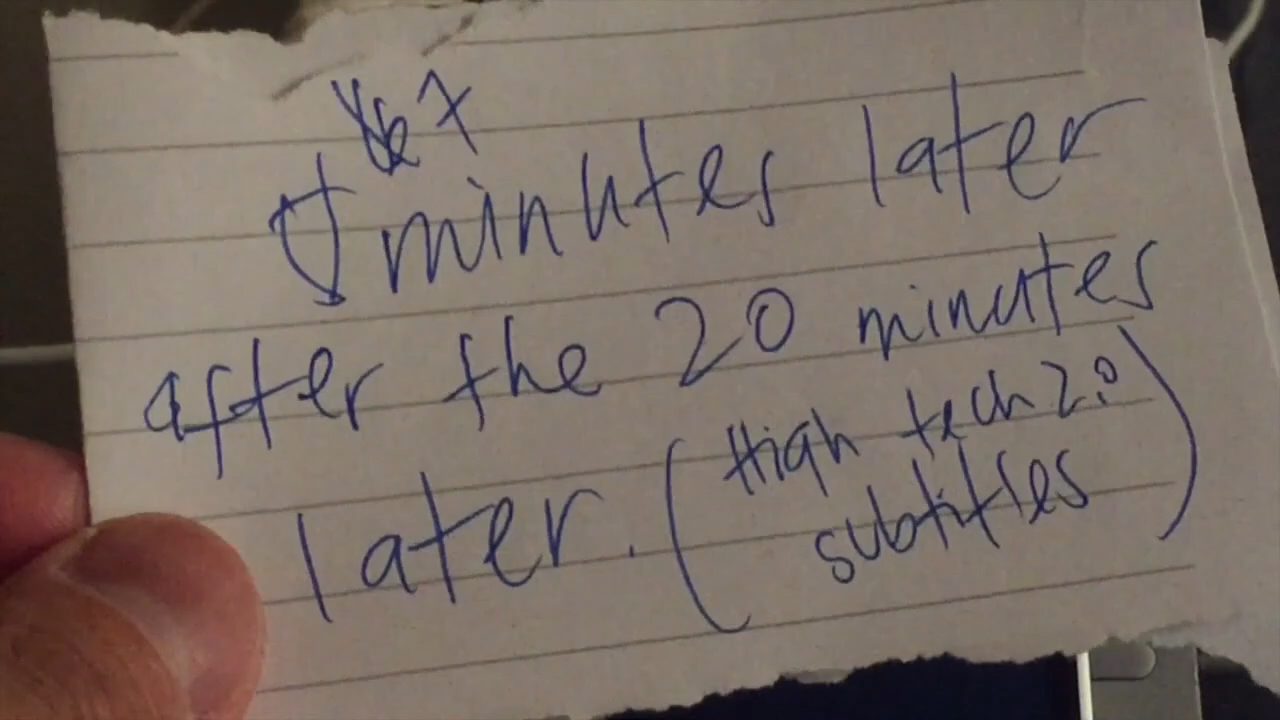 7
minutes later
after the 20 minutes
later. (High tech 2.0
subtitles)